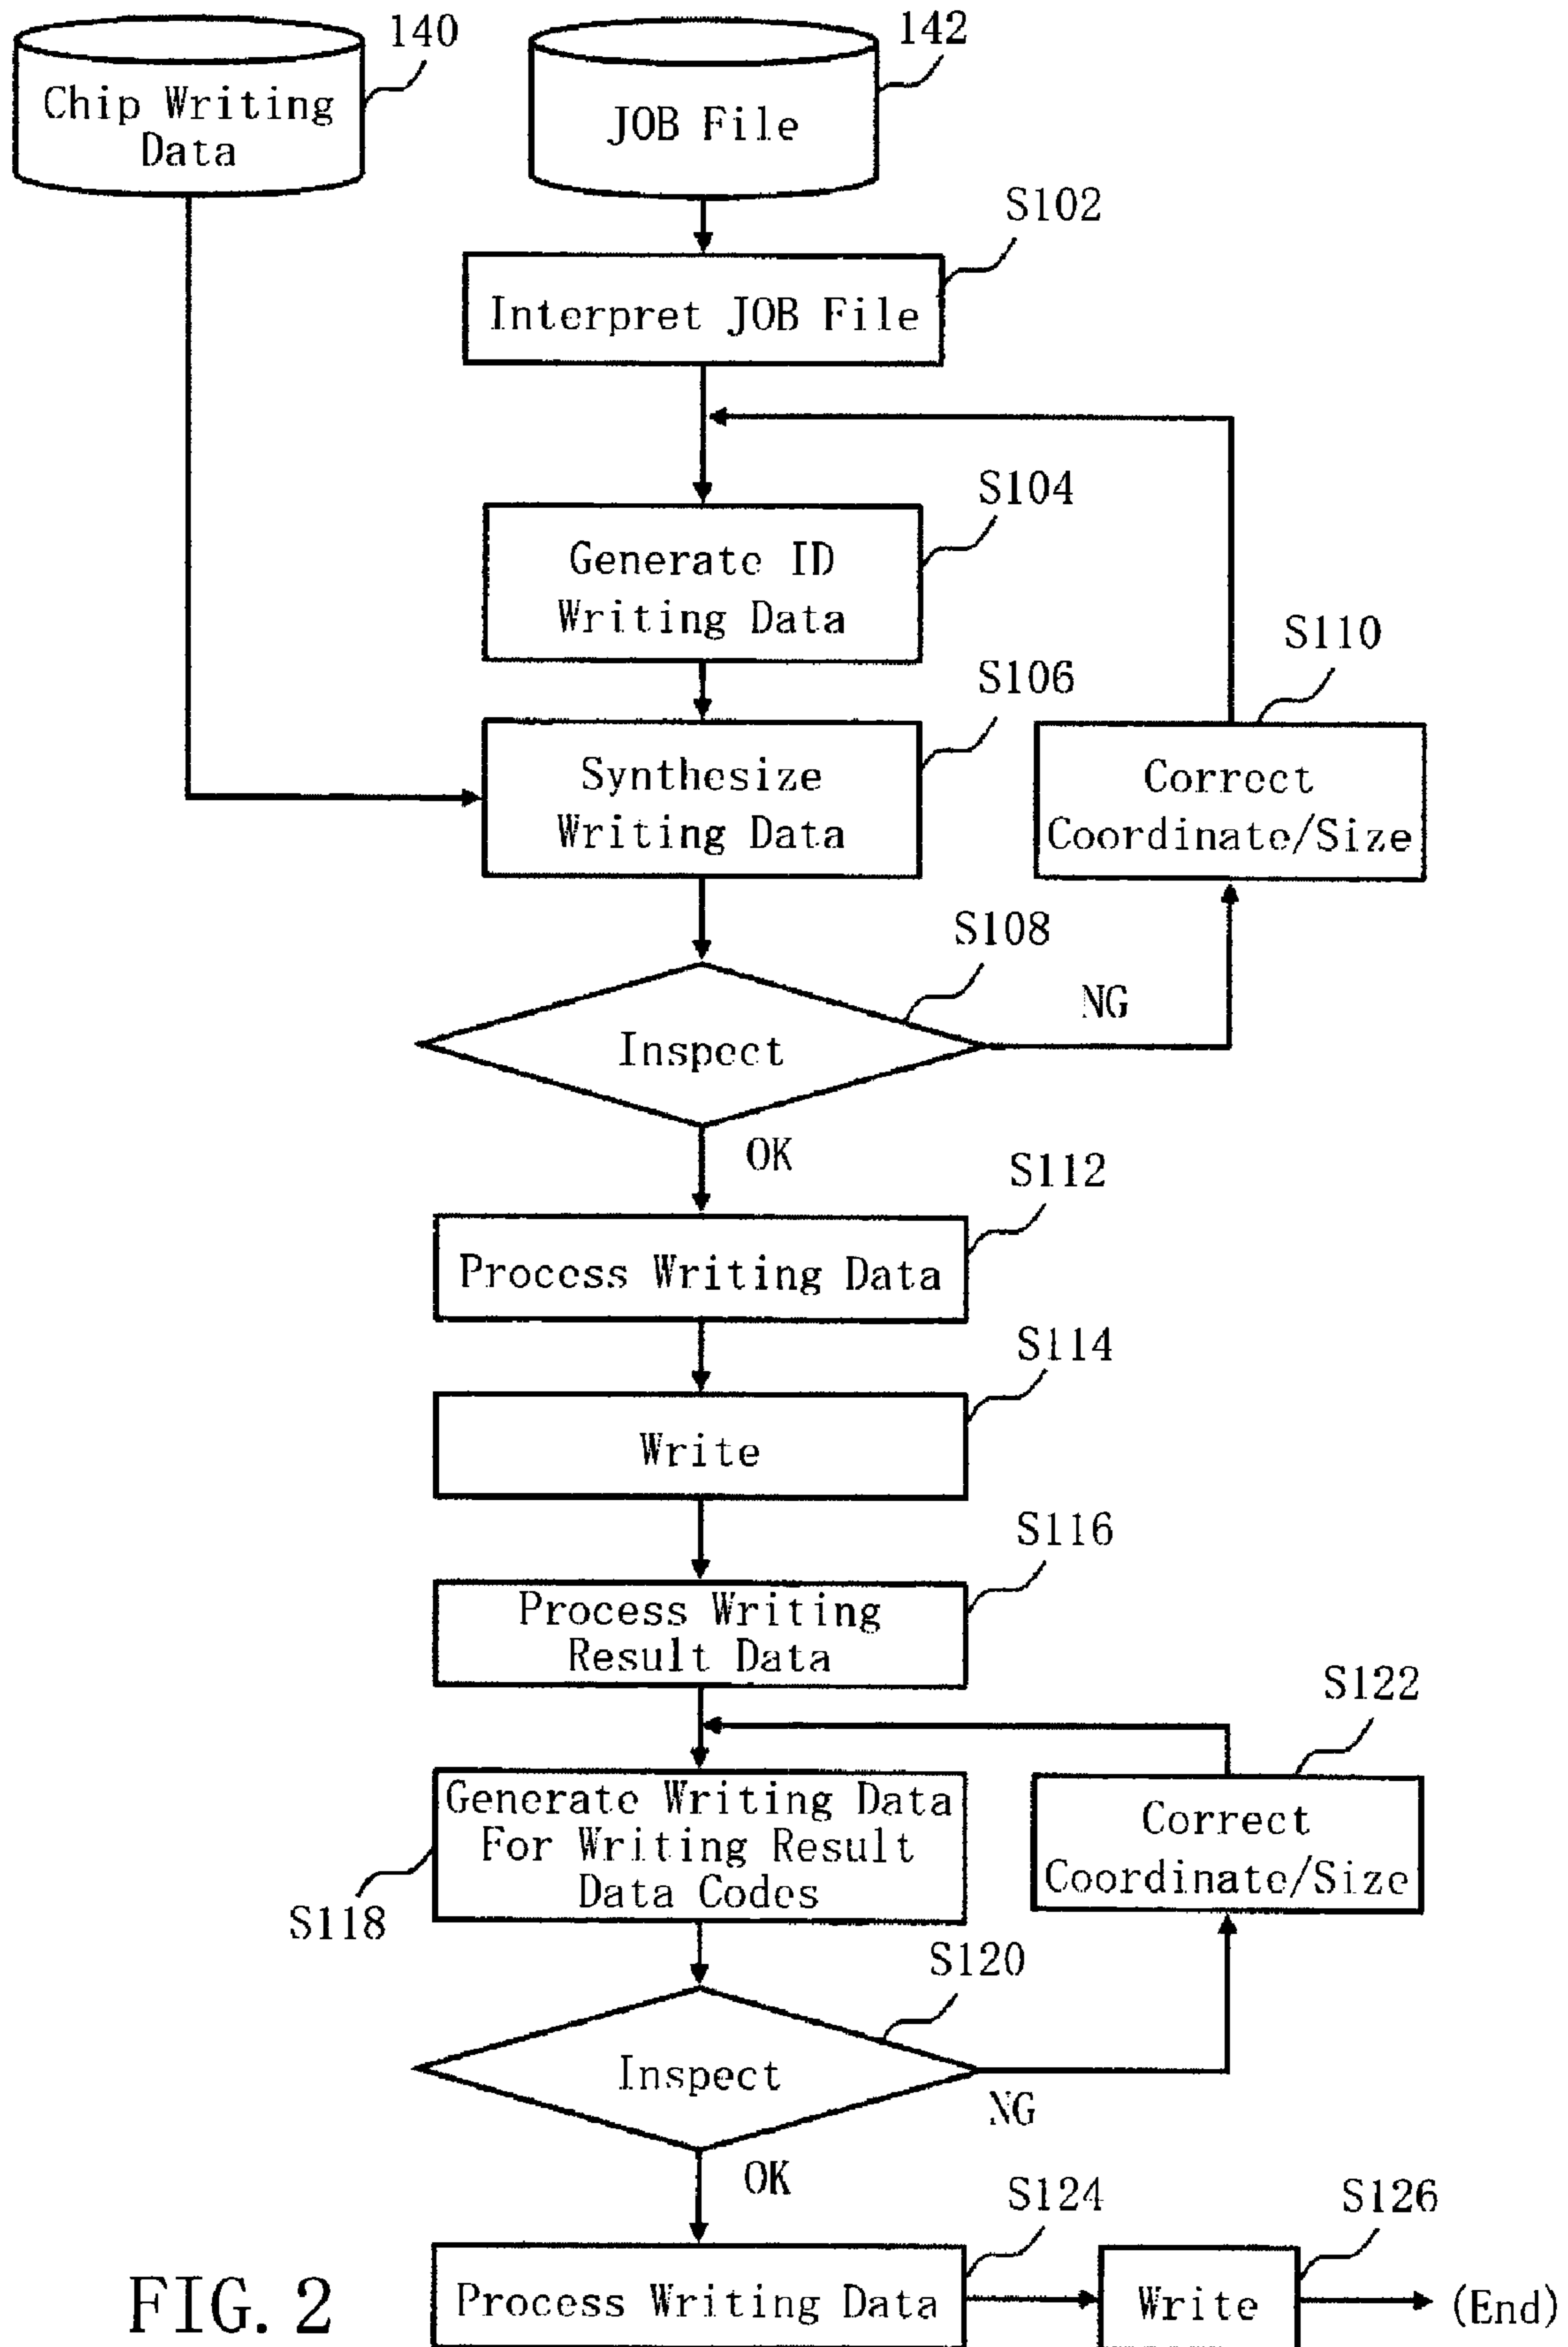 140
142
Chip Writing
Data
JOB File
S102
Interpret JOB File
S104
Generate ID
Writing Data
S110
S106
Synthesize
Writing Data
Correct
Coordinate/Size
S108
NG
Inspect
OK
S112
Process Writing Data
S114
Write
S116
Process Writing
Result Data
S122
Generate Writing Data
For Writing Result
Data Codes
Correct
Coordinate/Size
S118
S120
Inspect
NG
OK
S124
S126
Process Writing Data
Write
(End)
FIG. 2